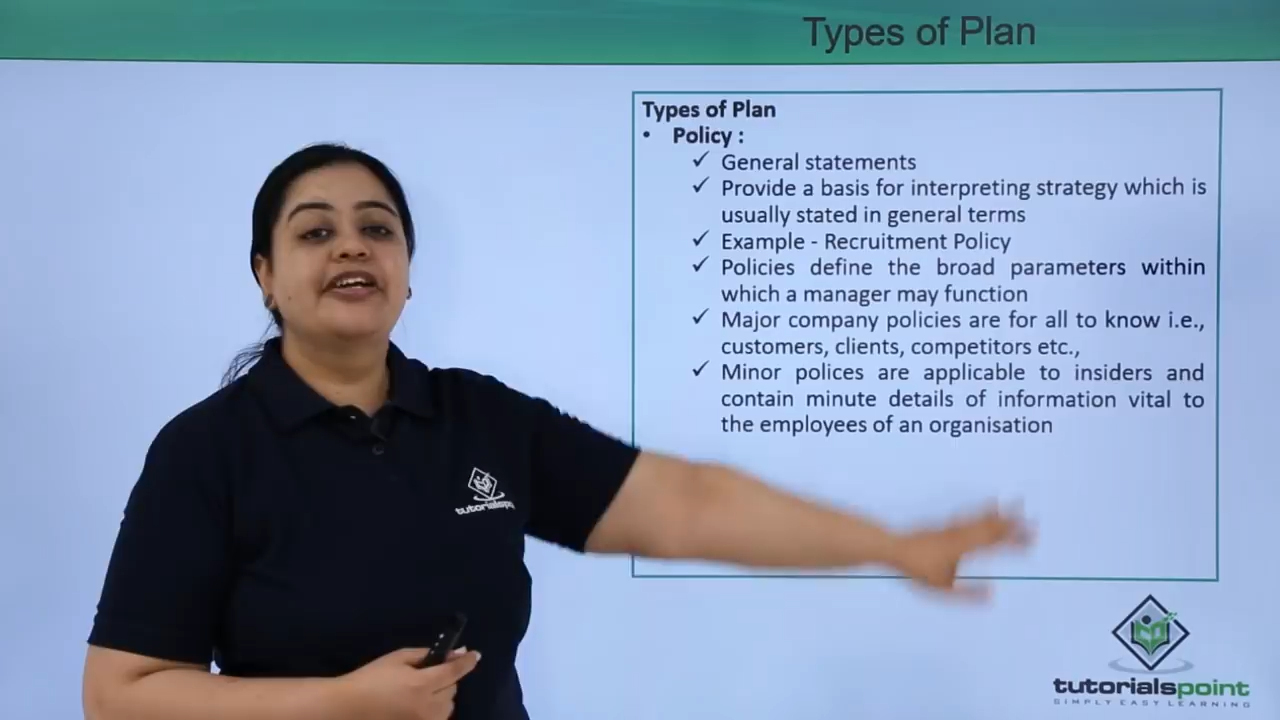 Types of Plan
Types of Plan
• Policy :
✓ General statements
✓ Provide a basis for interpreting strategy which is
usually stated in general terms
✓ Example - Recruitment Policy
✓ Policies define the broad parameters within
which a manager may function
✓ Major company policies are for all to know i.e.,
customers, clients, competitors etc.,
✓ Minor polices are applicable to insiders and
contain minute details of information vital to
the employees of an organisation
tutorialspoint
SIMPLY EASY LEARNING